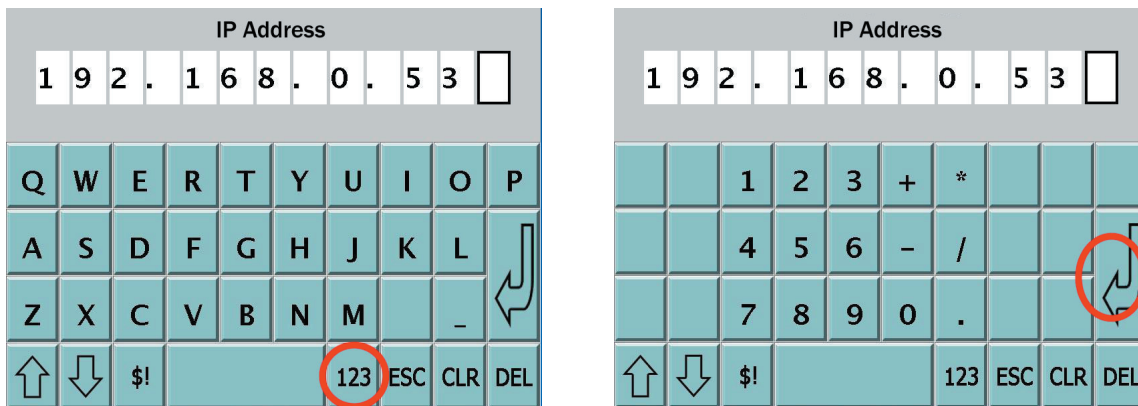 IP Address
192.168.0.53
Q W E R T Y U I O P
A S D F G H J K L
Z X C V B N M _
$! 123 ESC CLR DEL
IP Address
192.168.0.53
1 2 3 + *
4 5 6 - /
7 8 9 0 .
$! 123 ESC CLR DEL